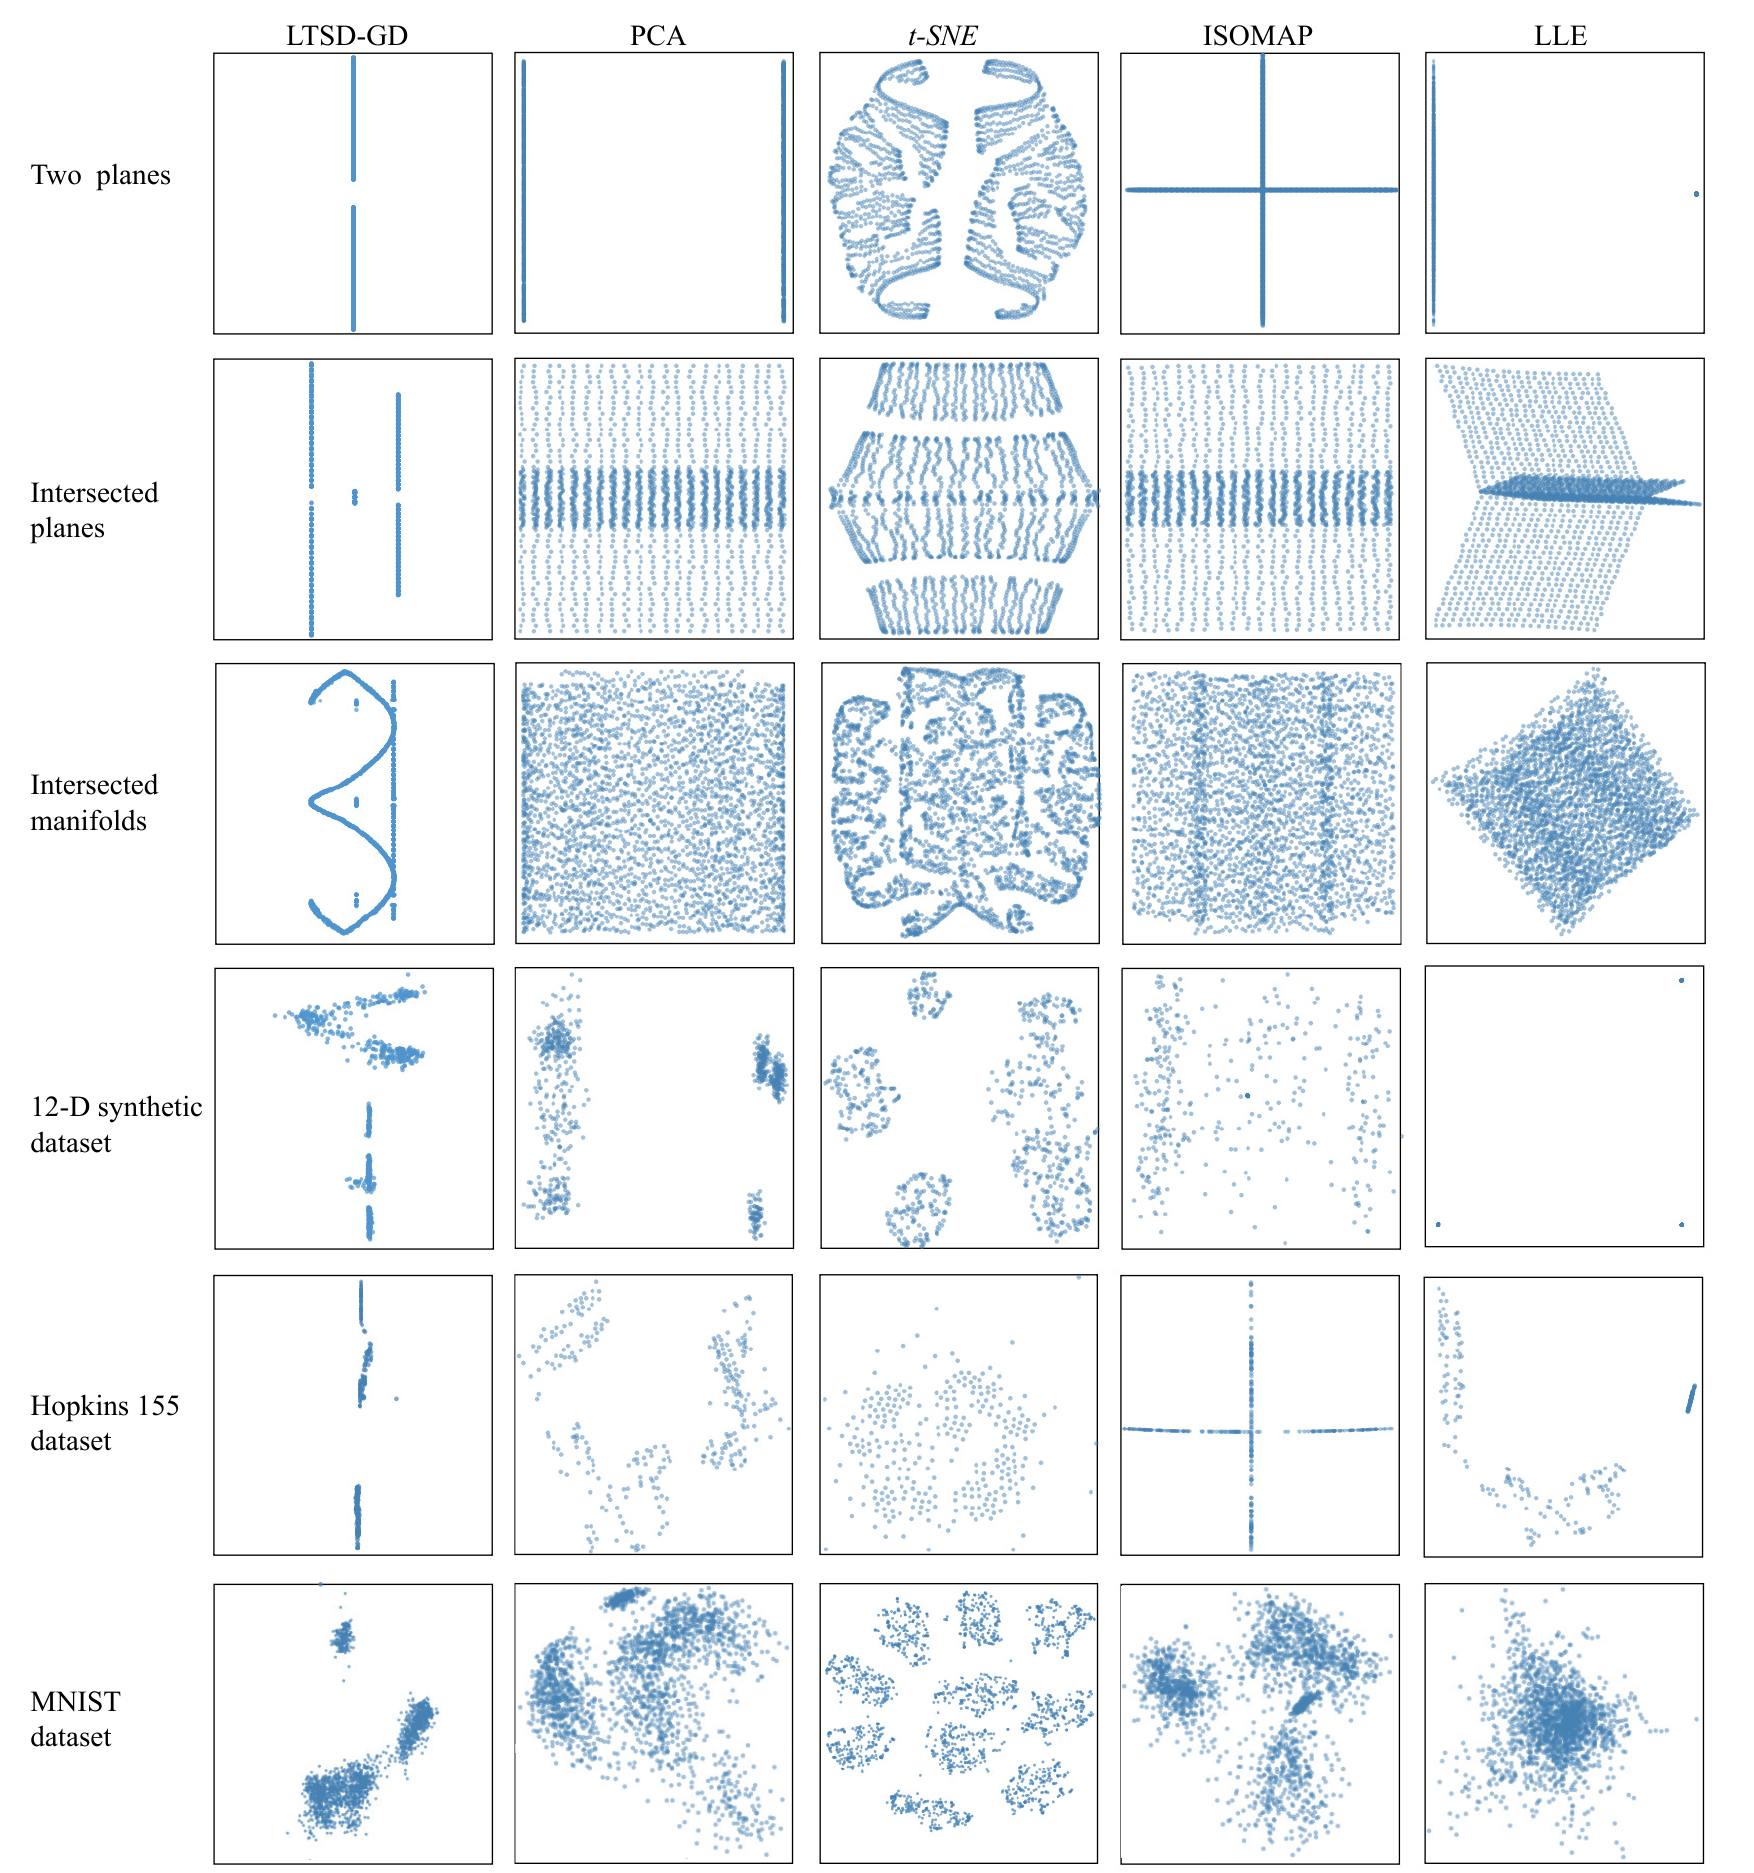 LTSD-GD PCA t-SNE ISOMAP LLE
Two planes
Intersected
planes
Intersected
manifolds
12-D synthetic
dataset
Hopkins 155
dataset
MNIST
dataset